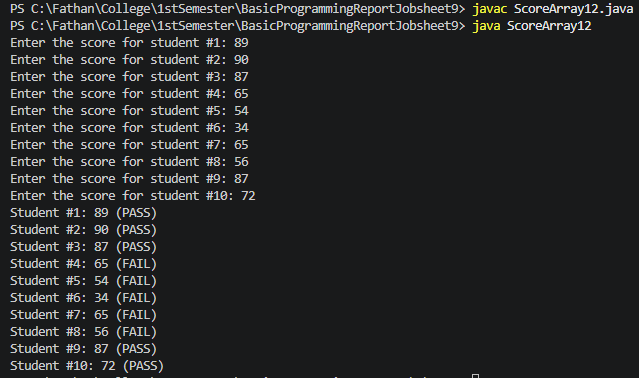 PS C:\Fathan\College\1stSemester\BasicProgrammingReportJobsheet9> javac ScoreArray12.java
PS C:\Fathan\College\1stSemester\BasicProgrammingReportJobsheet9> java ScoreArray12
Enter the score for student #1: 89
Enter the score for student #2: 90
Enter the score for student #3: 87
Enter the score for student #4: 65
Enter the score for student #5: 54
Enter the score for student #6: 34
Enter the score for student #7: 65
Enter the score for student #8: 56
Enter the score for student #9: 87
Enter the score for student #10: 72
Student #1: 89 (PASS)
Student #2: 90 (PASS)
Student #3: 87 (PASS)
Student #4: 65 (FAIL)
Student #5: 54 (FAIL)
Student #6: 34 (FAIL)
Student #7: 65 (FAIL)
Student #8: 56 (FAIL)
Student #9: 87 (PASS)
Student #10: 72 (PASS)